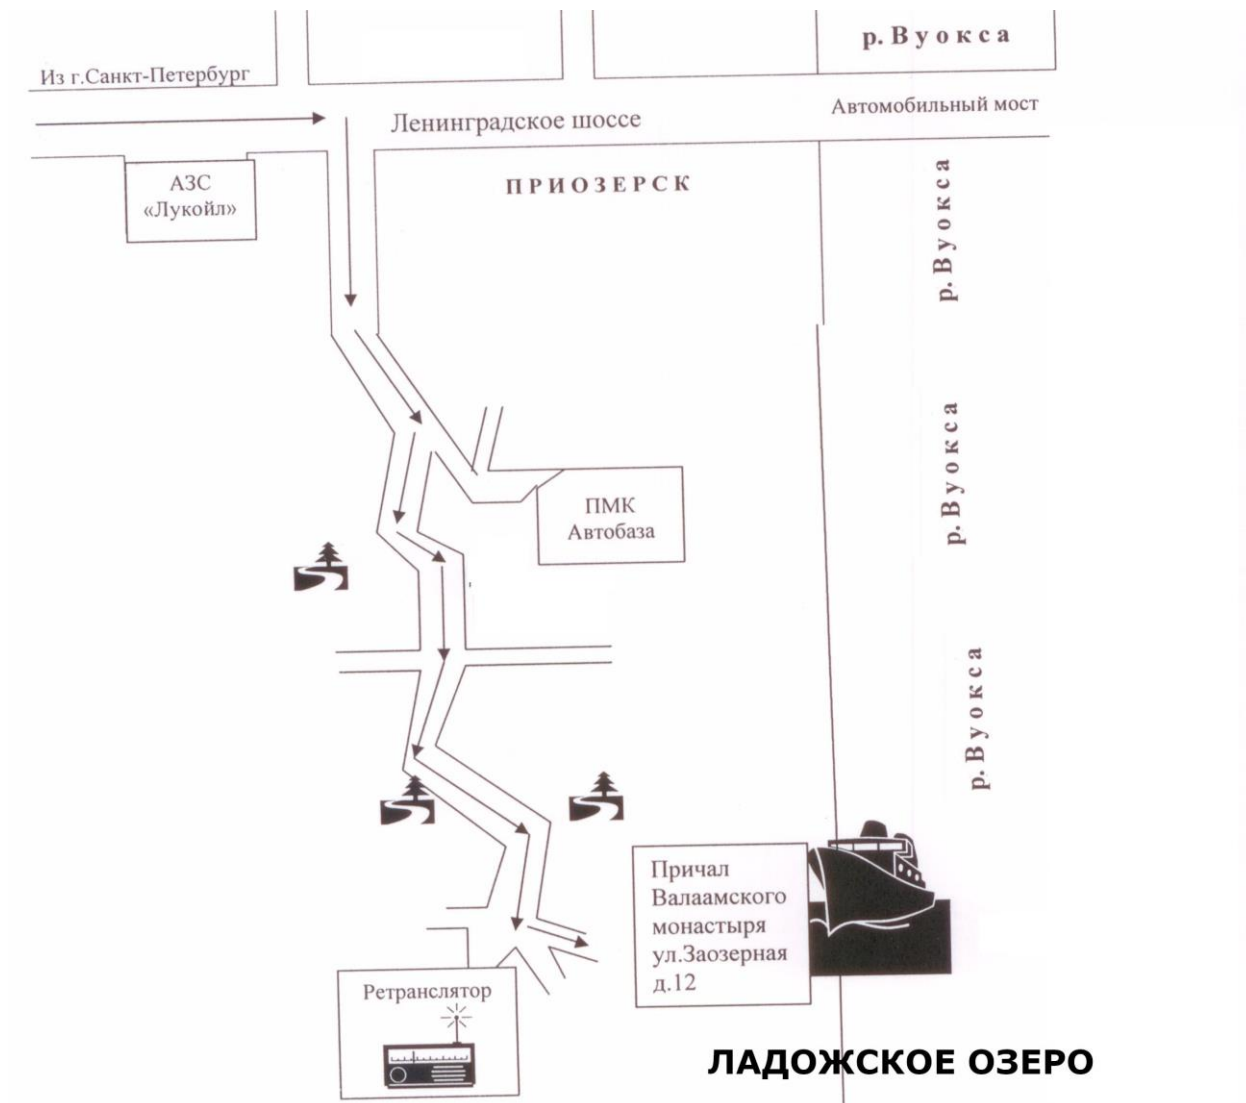 р. Вуокса
Из г.Санкт-Петербург
Автомобильный мост
Ленинградское шоссе
АЗС
«Лукойл»
ПРИОЗЕРСК
р. Вуокса
р. Вуокса
ПМК
Автобаза
р. Вуокса
Причал
Валаамского
монастыря
ул.Заозерная
д.12
Ретранслятор
ЛАДОЖСКОЕ ОЗЕРО